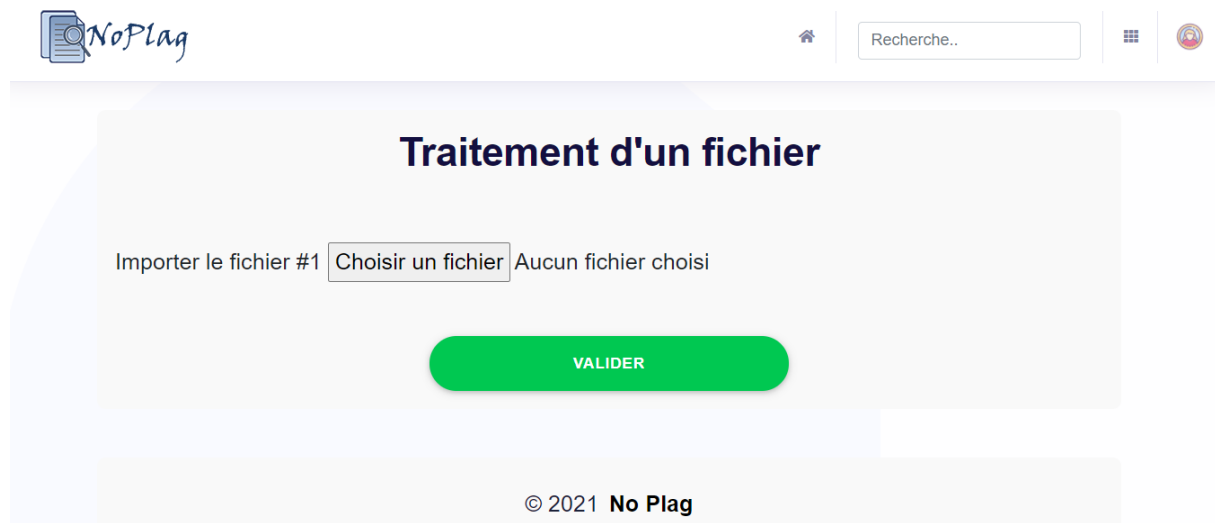 NoPlag
Recherche..
Traitement d'un fichier
Importer le fichier #1 Choisir un fichier Aucun fichier choisi
VALIDER
© 2021 No Plag